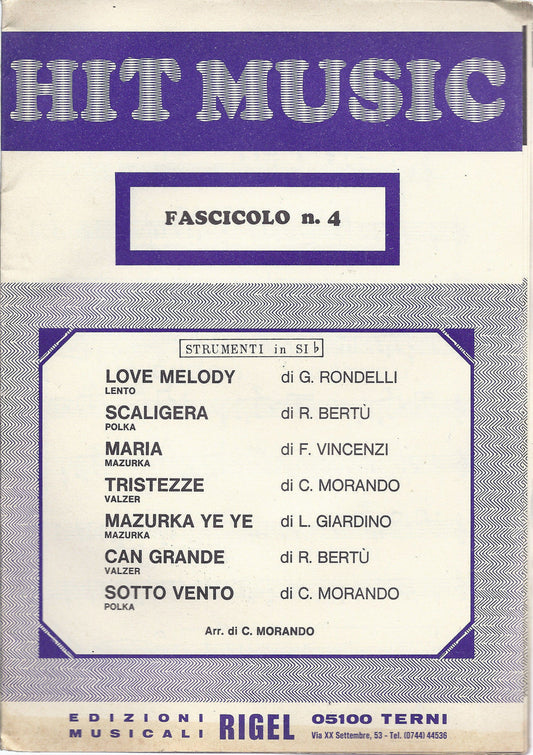 HIT MUSIC
FASCICOLO n. 4
STRUMENTI in SI♭
LOVE MELODY di G. RONDELLI
LENTO
SCALIGERA di R. BERTÙ
POLKA
MARIA di F. VINCENZI
MAZURKA
TRISTEZZE di C. MORANDO
VALZER
MAZURKA YE YE di L. GIARDINO
MAZURKA
CAN GRANDE di R. BERTÙ
VALZER
SOTTO VENTO di C. MORANDO
POLKA
Arr. di C. MORANDO
EDIZIONI MUSICALI RIGEL 05100 TERNI
Via XX Settembre, 53 - Tel. (0744) 44536